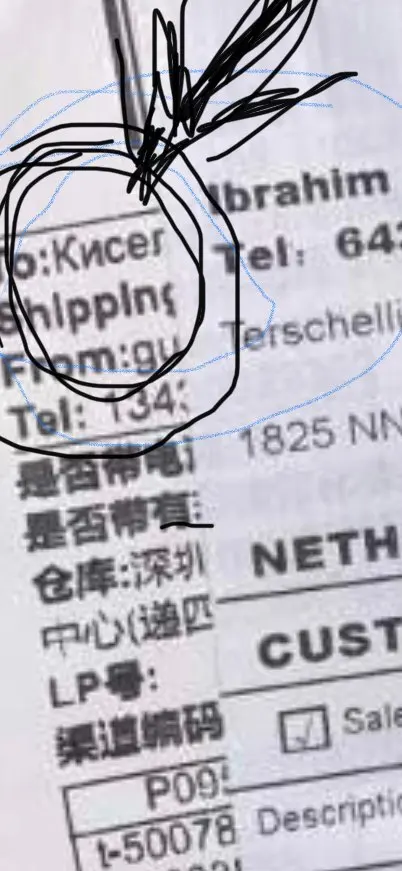 o:Кисег
Shipping
From:gu
Tel: 134
是否带电
是否带有:
仓库:深圳
中心(递四
LP号:
渠道编码
P09
t-50078
Ibrahim
Tel: 643
Terschelli
1825 NN
NETH
CUST
Sale
Descriptio